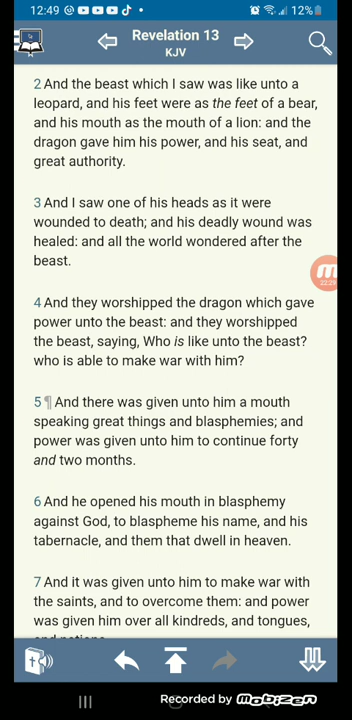 12:49
12%
Revelation 13
KJV
2 And the beast which I saw was like unto a
leopard, and his feet were as the feet of a bear,
and his mouth as the mouth of a lion: and the
dragon gave him his power, and his seat, and
great authority.
3 And I saw one of his heads as it were
wounded to death; and his deadly wound was
healed: and all the world wondered after the
beast.
m
22:29
4 And they worshipped the dragon which gave
power unto the beast: and they worshipped
the beast, saying, Who is like unto the beast?
who is able to make war with him?
5 ¶ And there was given unto him a mouth
speaking great things and blasphemies; and
power was given unto him to continue forty
and two months.
6 And he opened his mouth in blasphemy
against God, to blaspheme his name, and his
tabernacle, and them that dwell in heaven.
7 And it was given unto him to make war with
the saints, and to overcome them: and power
was given him over all kindreds, and tongues,
and nations.
Recorded by mobizen